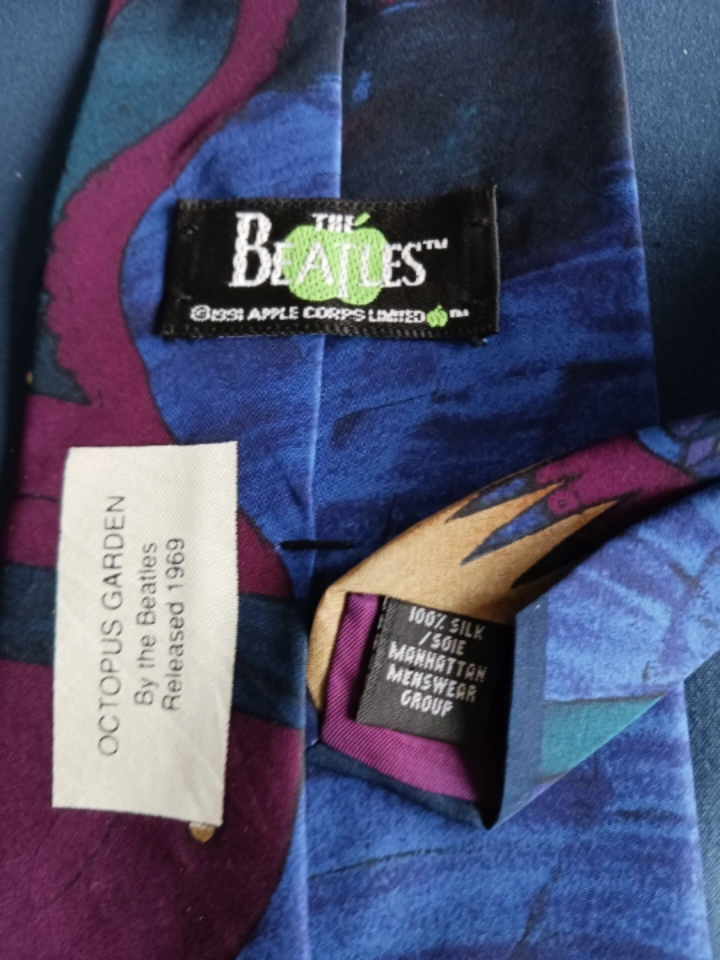 THE
BEATLES™
©1991 APPLE CORPS LIMITED ™
OCTOPUS GARDEN
By the Beatles
Released 1969
100% SILK
/SOIE
MANHATTAN
MENSWEAR
GROUP